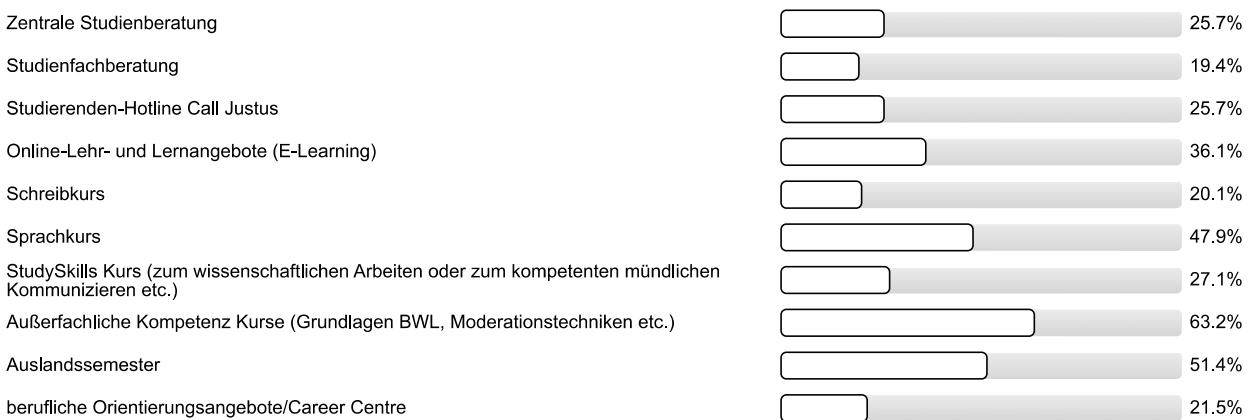 Zentrale Studienberatung 25.7%
Studienfachberatung 19.4%
Studierenden-Hotline Call Justus 25.7%
Online-Lehr- und Lernangebote (E-Learning) 36.1%
Schreibkurs 20.1%
Sprachkurs 47.9%
StudySkills Kurs (zum wissenschaftlichen Arbeiten oder zum kompetenten mündlichen
Kommunizieren etc.) 27.1%
Außerfachliche Kompetenz Kurse (Grundlagen BWL, Moderationstechniken etc.) 63.2%
Auslandssemester 51.4%
berufliche Orientierungsangebote/Career Centre 21.5%